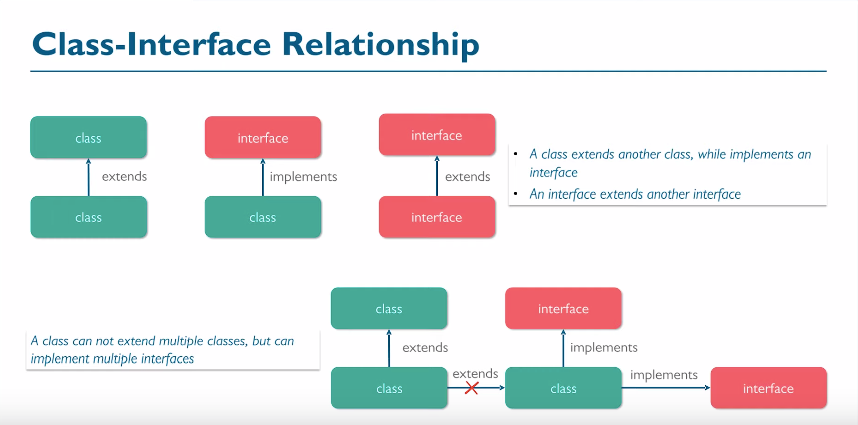 Class-Interface Relationship
class
interface
interface
extends
implements
extends
class
class
interface
• A class extends another class, while implements an
interface
• An interface extends another interface
A class can not extend multiple classes, but can
implement multiple interfaces
class
interface
extends
implements
extends
implements
class
class
interface